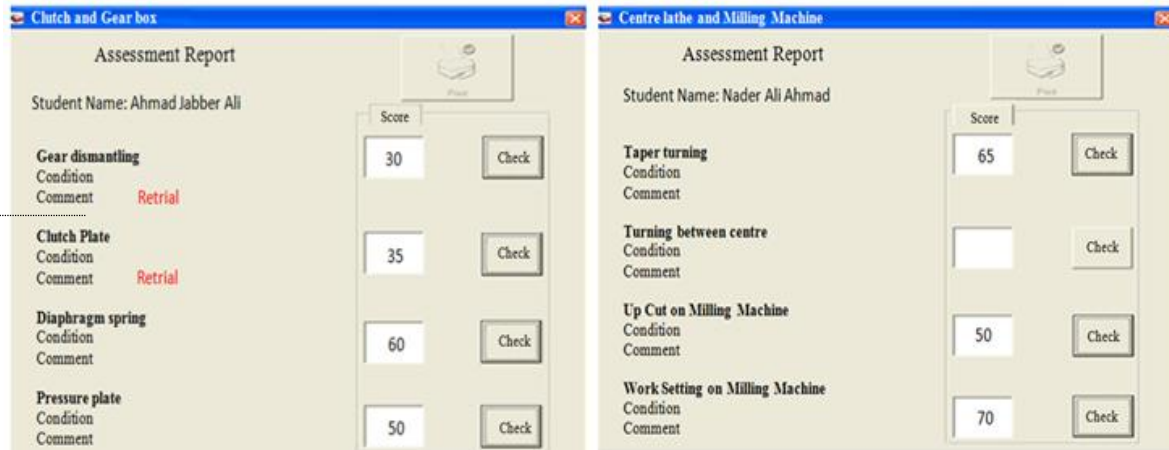 Clutch and Gear box
Assessment Report
Print
Student Name: Ahmad Jabber Ali
Score
Gear dismantling
30
Check
Condition
Comment Retrial
Clutch Plate
35
Check
Condition
Comment Retrial
Diaphragm spring
60
Check
Condition
Comment
Pressure plate
50
Check
Condition
Comment
Centre lathe and Milling Machine
Assessment Report
Print
Student Name: Nader Ali Ahmad
Score
Taper turning
65
Check
Condition
Comment
Turning between centre
Check
Condition
Comment
Up Cut on Milling Machine
50
Check
Condition
Comment
Work Setting on Milling Machine
70
Check
Condition
Comment